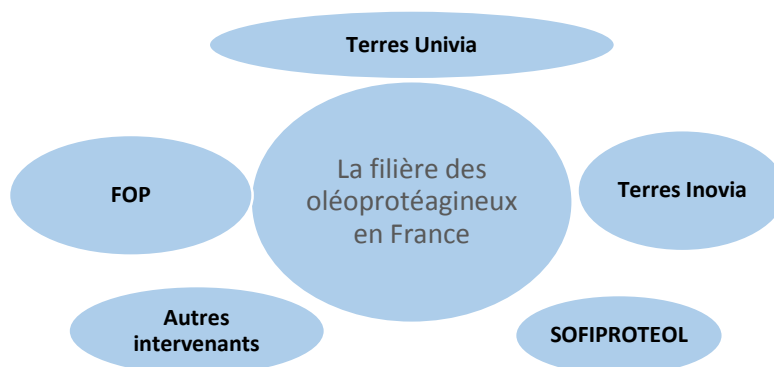 Terres Univia
La filière des
oléoprotéagineux
en France
FOP
Terres Inovia
Autres
intervenants
SOFIPROTEOL